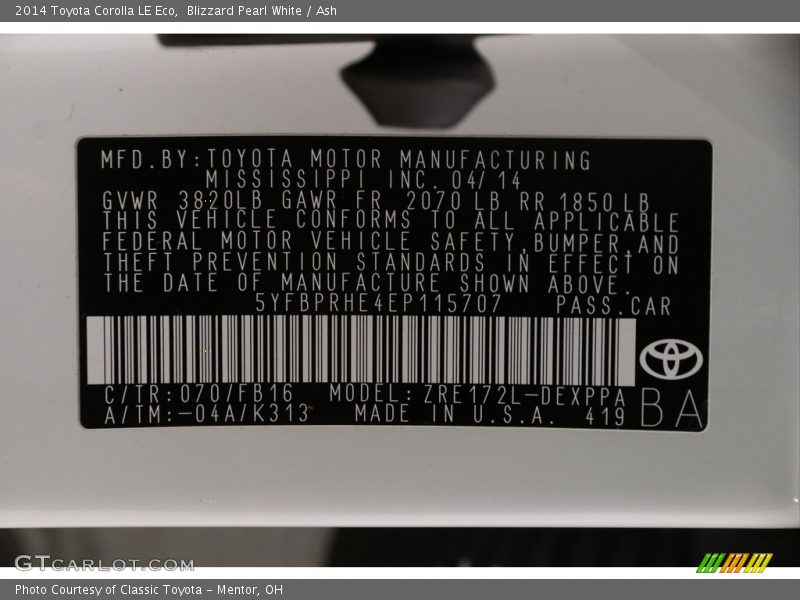 2014 Toyota Corolla LE Eco,  Blizzard Pearl White / Ash
MFD.BY:TOYOTA MOTOR MANUFACTURING
MISSISSIPPI INC. 04/14
GVWR 3820LB GAWR FR 2070 LB RR 1850 LB
THIS VEHICLE CONFORMS TO ALL APPLICABLE
FEDERAL MOTOR VEHICLE SAFETY,BUMPER,AND
THEFT PREVENTION STANDARDS IN EFFECT ON
THE DATE OF MANUFACTURE SHOWN ABOVE.
5YFBPRHE4EP115707 PASS.CAR
C/TR:070/FB16 MODEL:ZRE172L-DEXPPA
A/TM:-04A/K313 MADE IN U.S.A. 419 BA
GTCARLOT.COM
Photo Courtesy of Classic Toyota - Mentor, OH